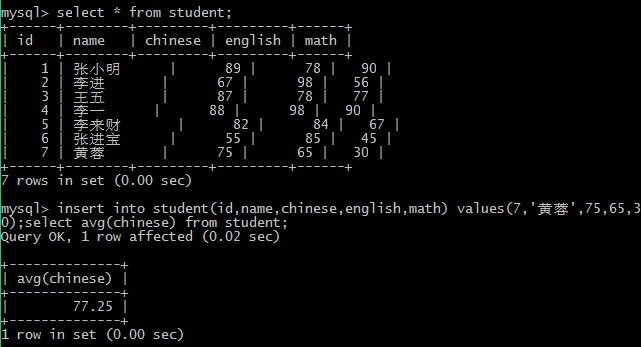 mysql> select * from student;
+------+--------+---------+---------+------+
| id   | name   | chinese | english | math |
+------+--------+---------+---------+------+
|    1 | 张小明      |      89 |      78 |   90 |
|    2 | 李进      |      67 |      98 |   56 |
|    3 | 王五      |      87 |      78 |   77 |
|    4 | 李一     |      88 |      98 |   90 |
|    5 | 李来财       |      82 |      84 |   67 |
|    6 | 张进宝      |      55 |      85 |   45 |
|    7 | 黄蓉      |      75 |      65 |   30 |
+------+--------+---------+---------+------+
7 rows in set (0.00 sec)
mysql> insert into student(id,name,chinese,english,math) values(7,'黄蓉',75,65,3
0);select avg(chinese) from student;
Query OK, 1 row affected (0.02 sec)
+--------------+
| avg(chinese) |
+--------------+
|        77.25 |
+--------------+
1 row in set (0.00 sec)